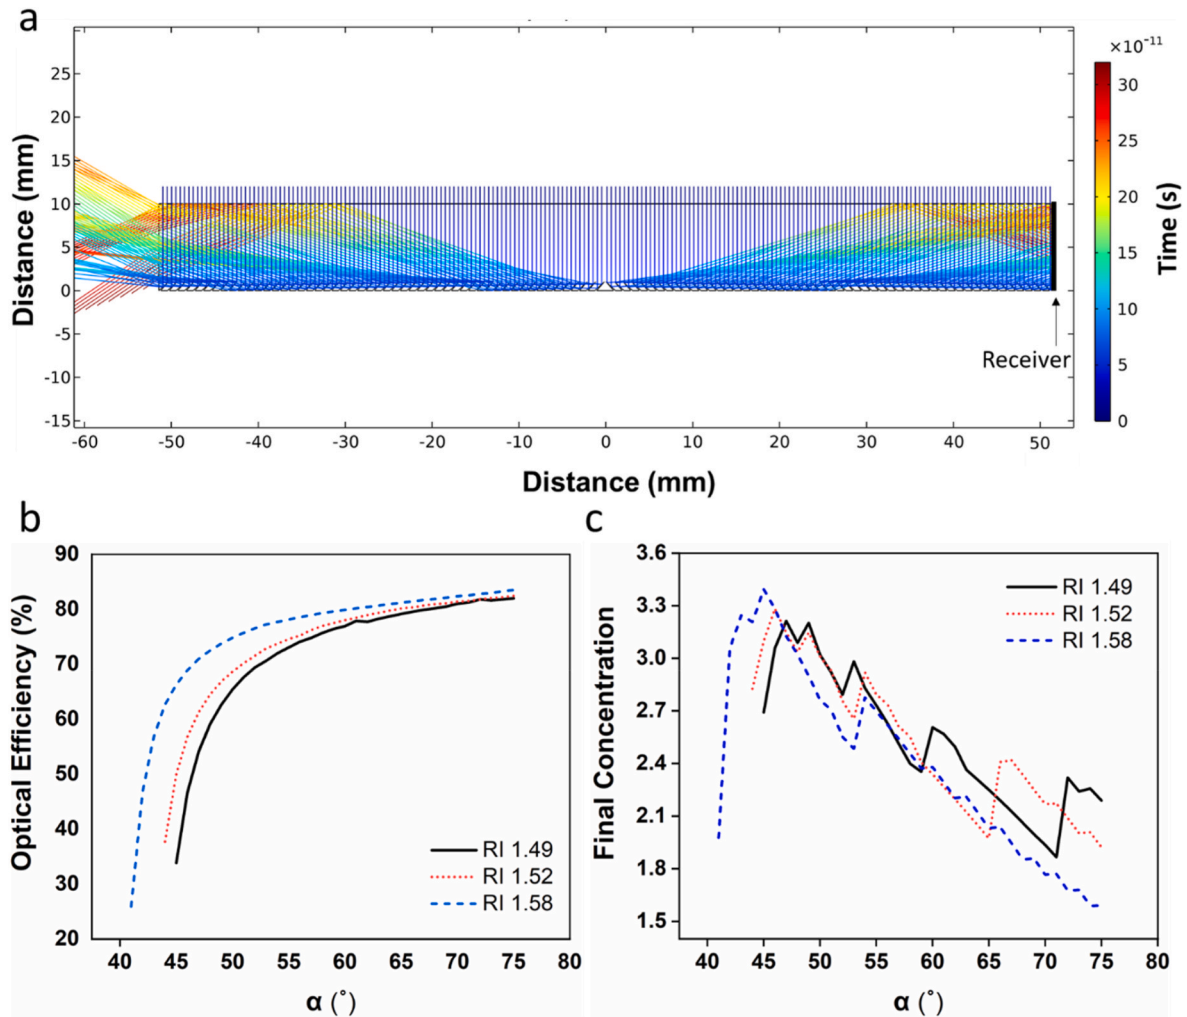 a
×10⁻¹¹
Distance (mm)
25
20
15
10
5
0
-5
-10
-15
-60
-50
-40
-30
-20
-10
0
10
20
30
40
50
Receiver
30
25
20
15
10
5
0
Time (s)
Distance (mm)
b
Optical Efficiency (%)
90
80
70
60
50
40
30
20
RI 1.49
RI 1.52
RI 1.58
40 45 50 55 60 65 70 75 80
α (˚)
c
Final Concentration
3.6
3.3
3.0
2.7
2.4
2.1
1.8
1.5
RI 1.49
RI 1.52
RI 1.58
40 45 50 55 60 65 70 75 80
α (˚)